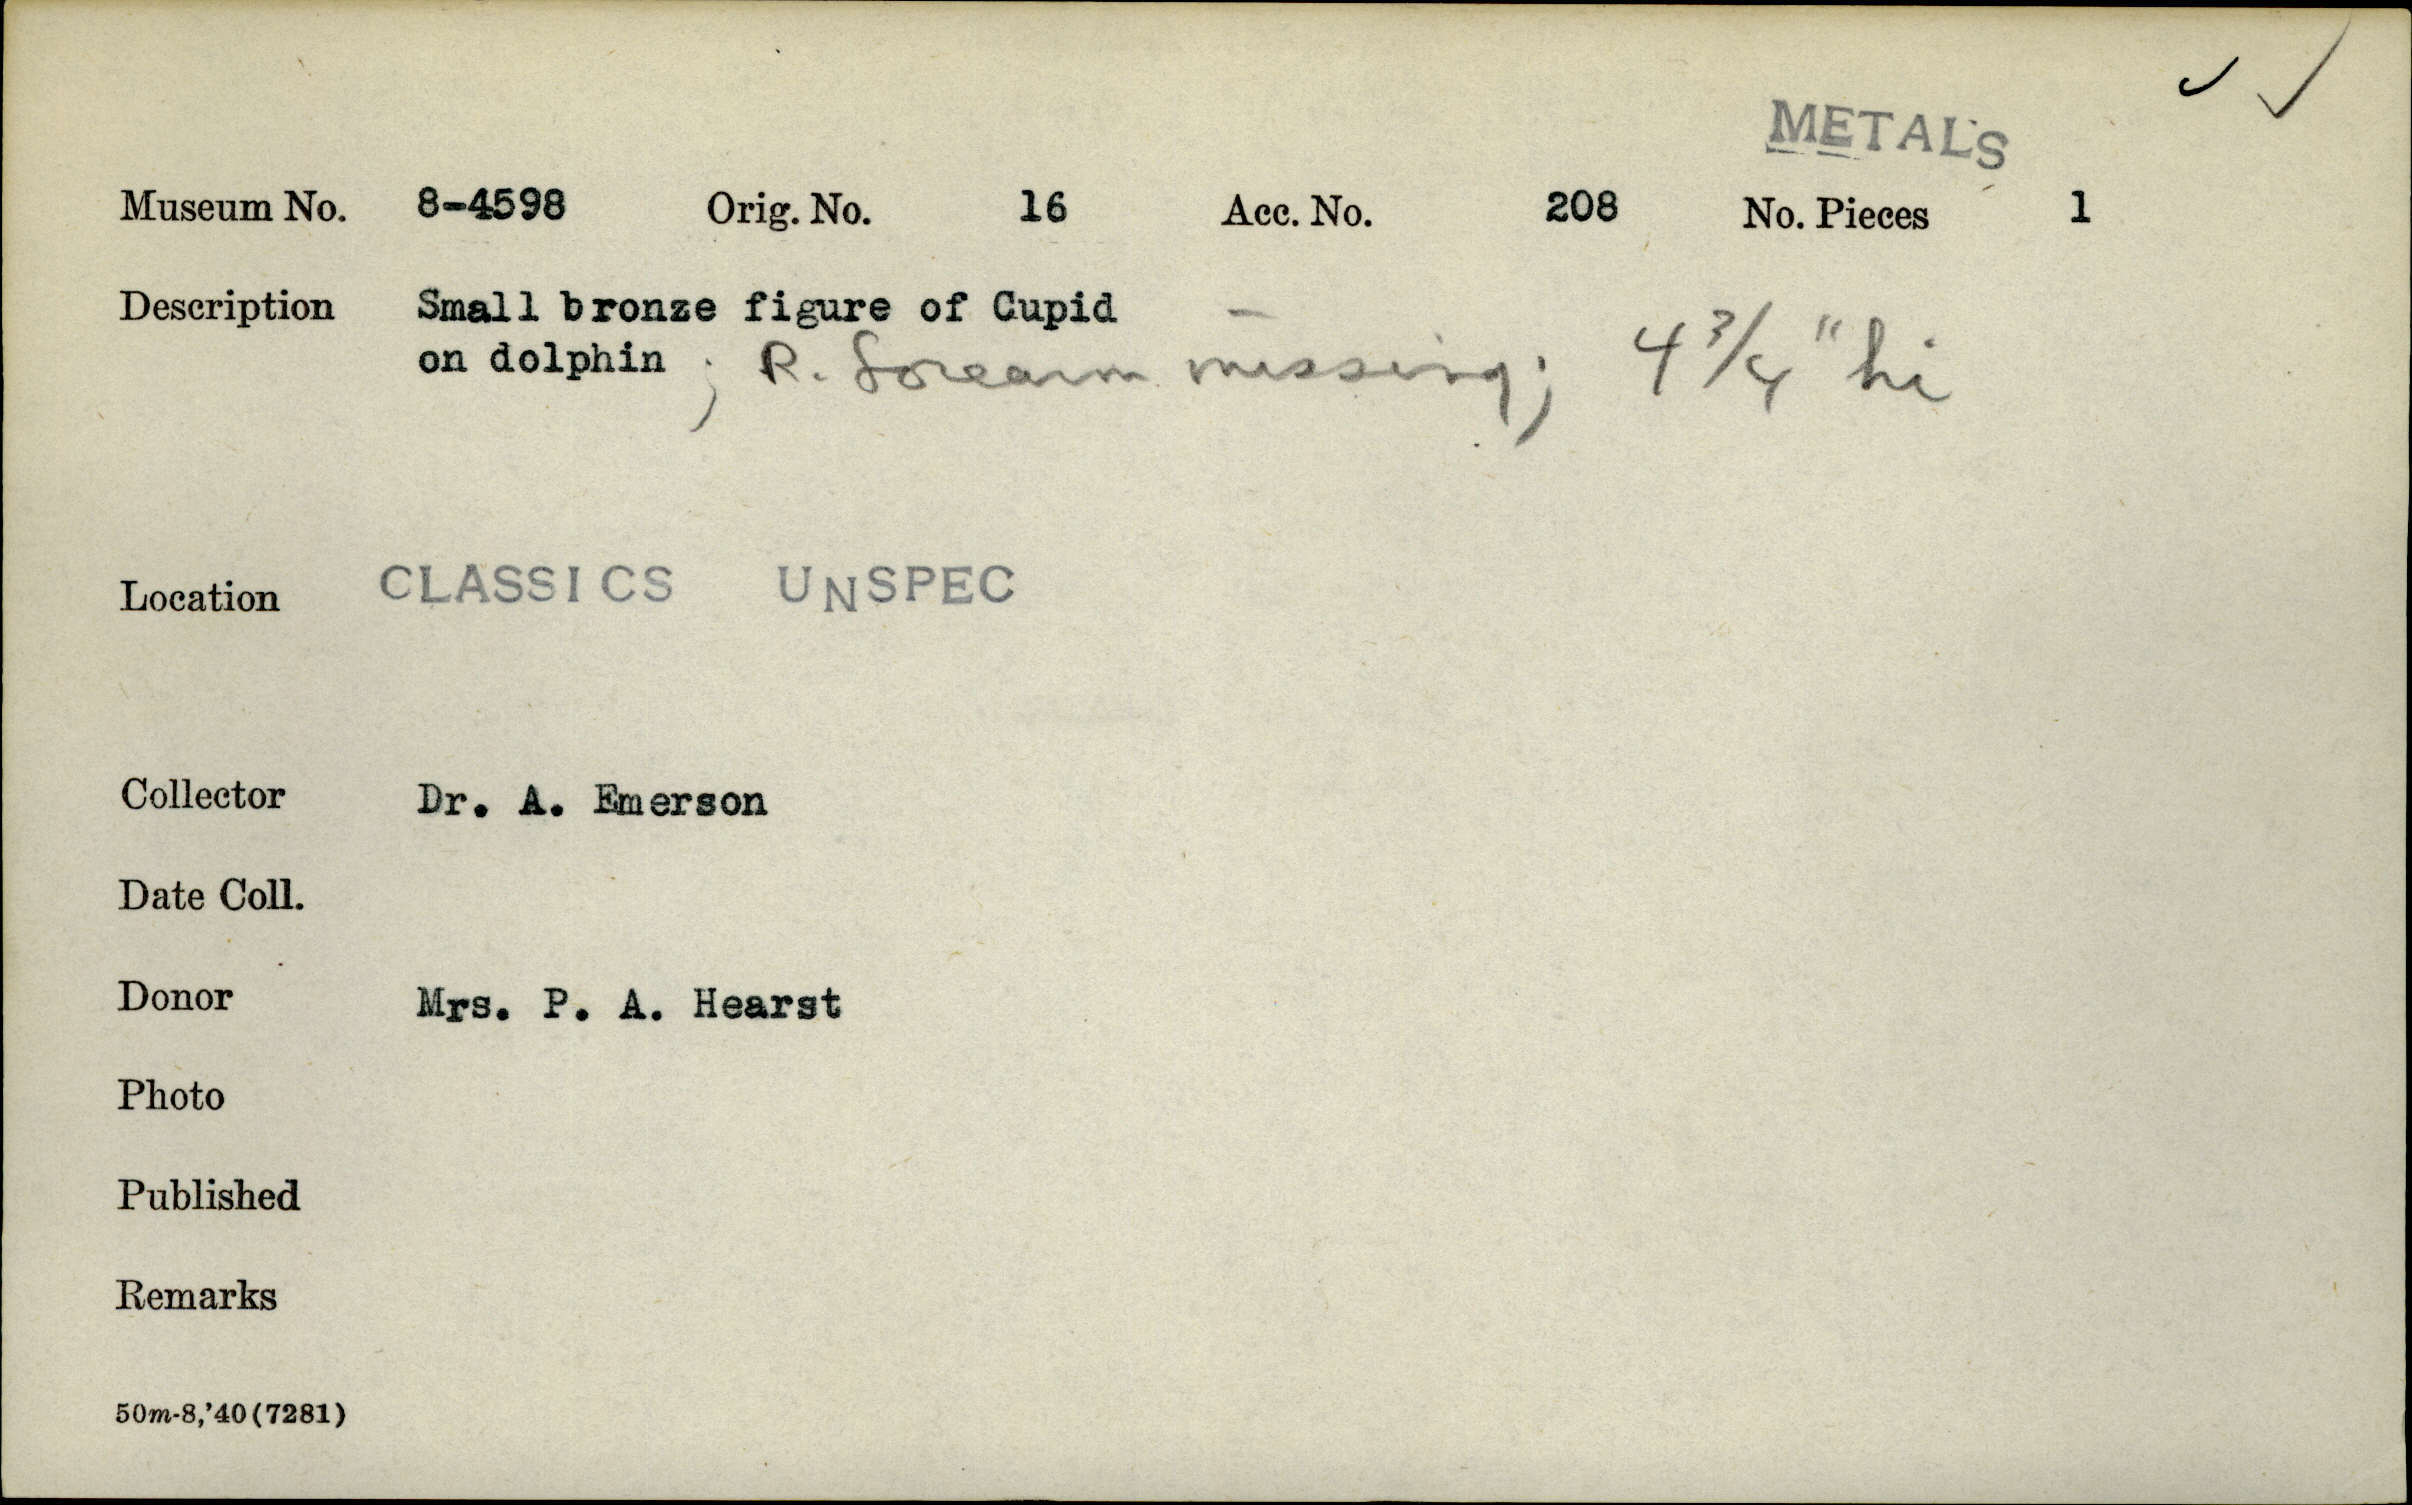 METALS
Museum No. 8-4598 Orig. No. 16 Acc. No. 208 No. Pieces 1
Description Small bronze figure of Cupid
on dolphin ; R. forearm missing; 4 3/4" hi
Location CLASSICS UNSPEC
Collector Dr. A. Emerson
Date Coll.
Donor Mrs. P. A. Hearst
Photo
Published
Remarks
50m-8,'40(7281)